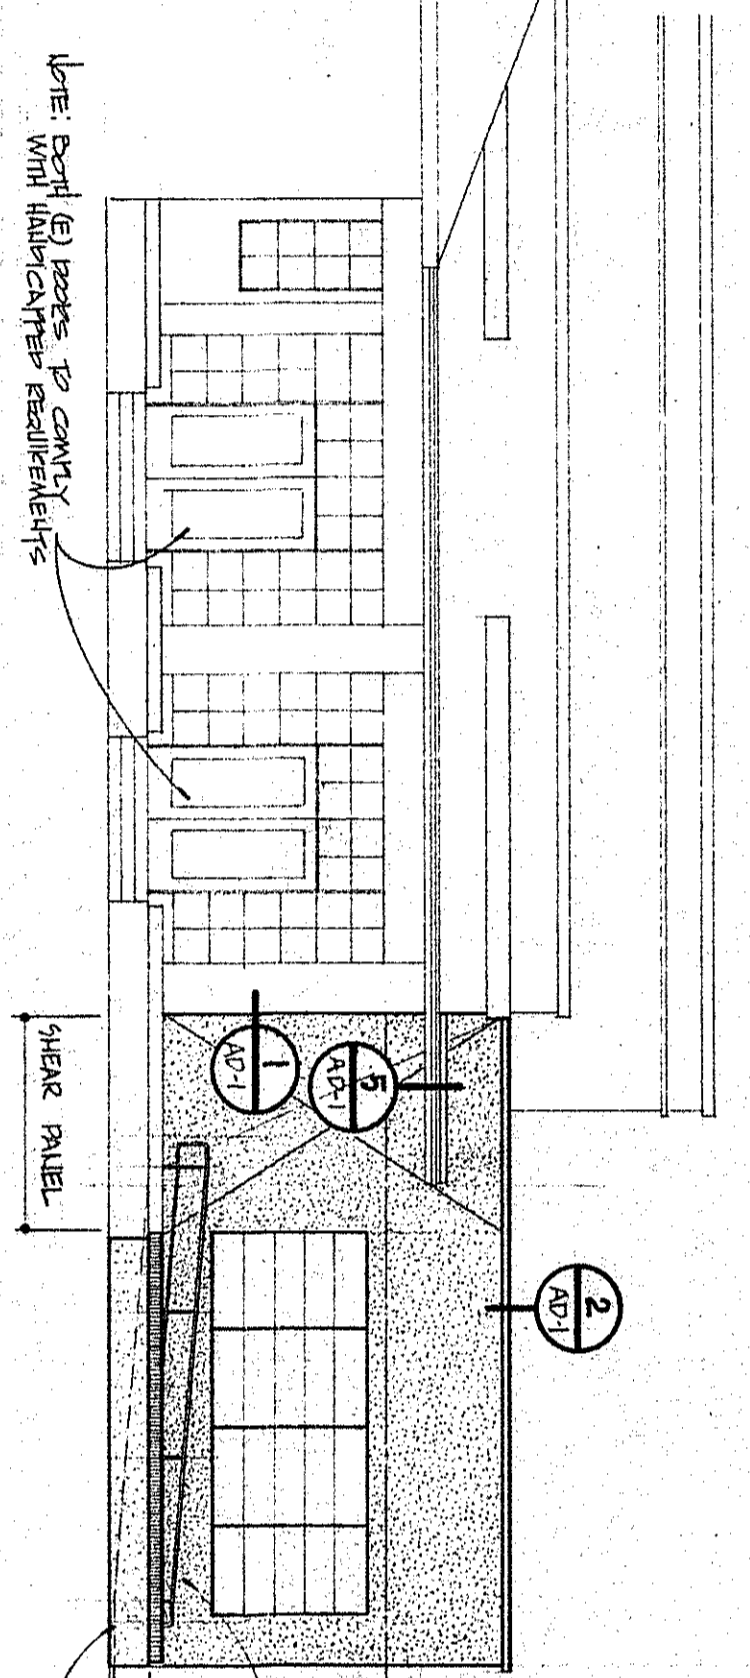 NOTE: BOTH (E) DOORS TO COMPLY
WITH HANDICAPPED REQUIREMENTS
SHEAR PANEL
1
AD-1
5
AD-1
2
AD-1